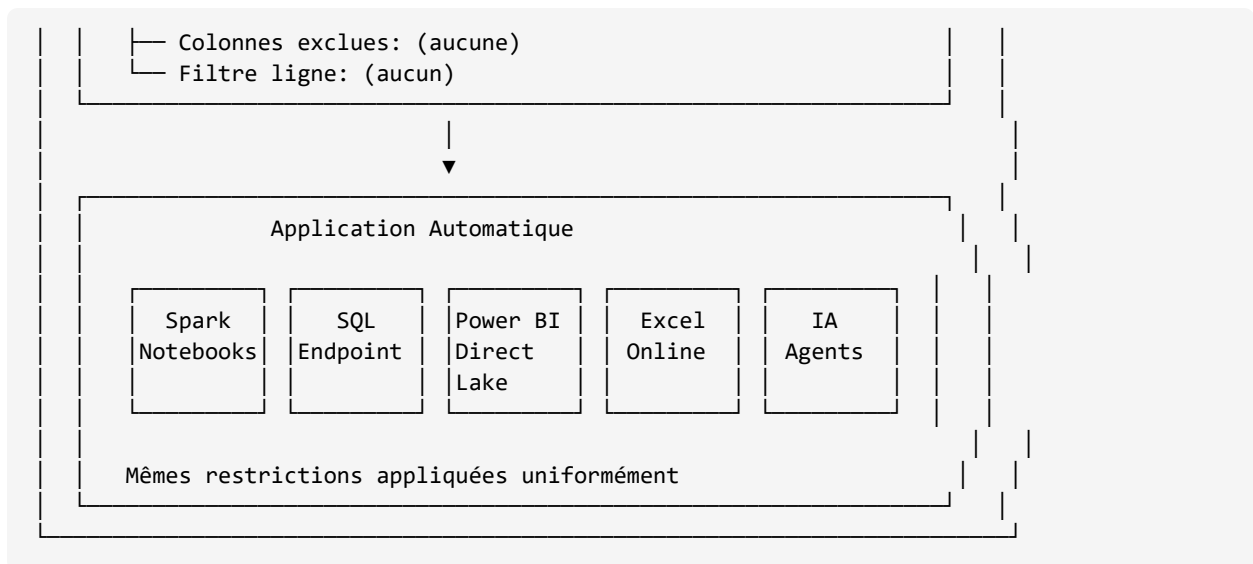 ├── Colonnes exclues: (aucune)
└── Filtre ligne: (aucun)
Application Automatique
Spark SQL Power BI Excel IA
Notebooks Endpoint Direct Online Agents
Lake
Mêmes restrictions appliquées uniformément